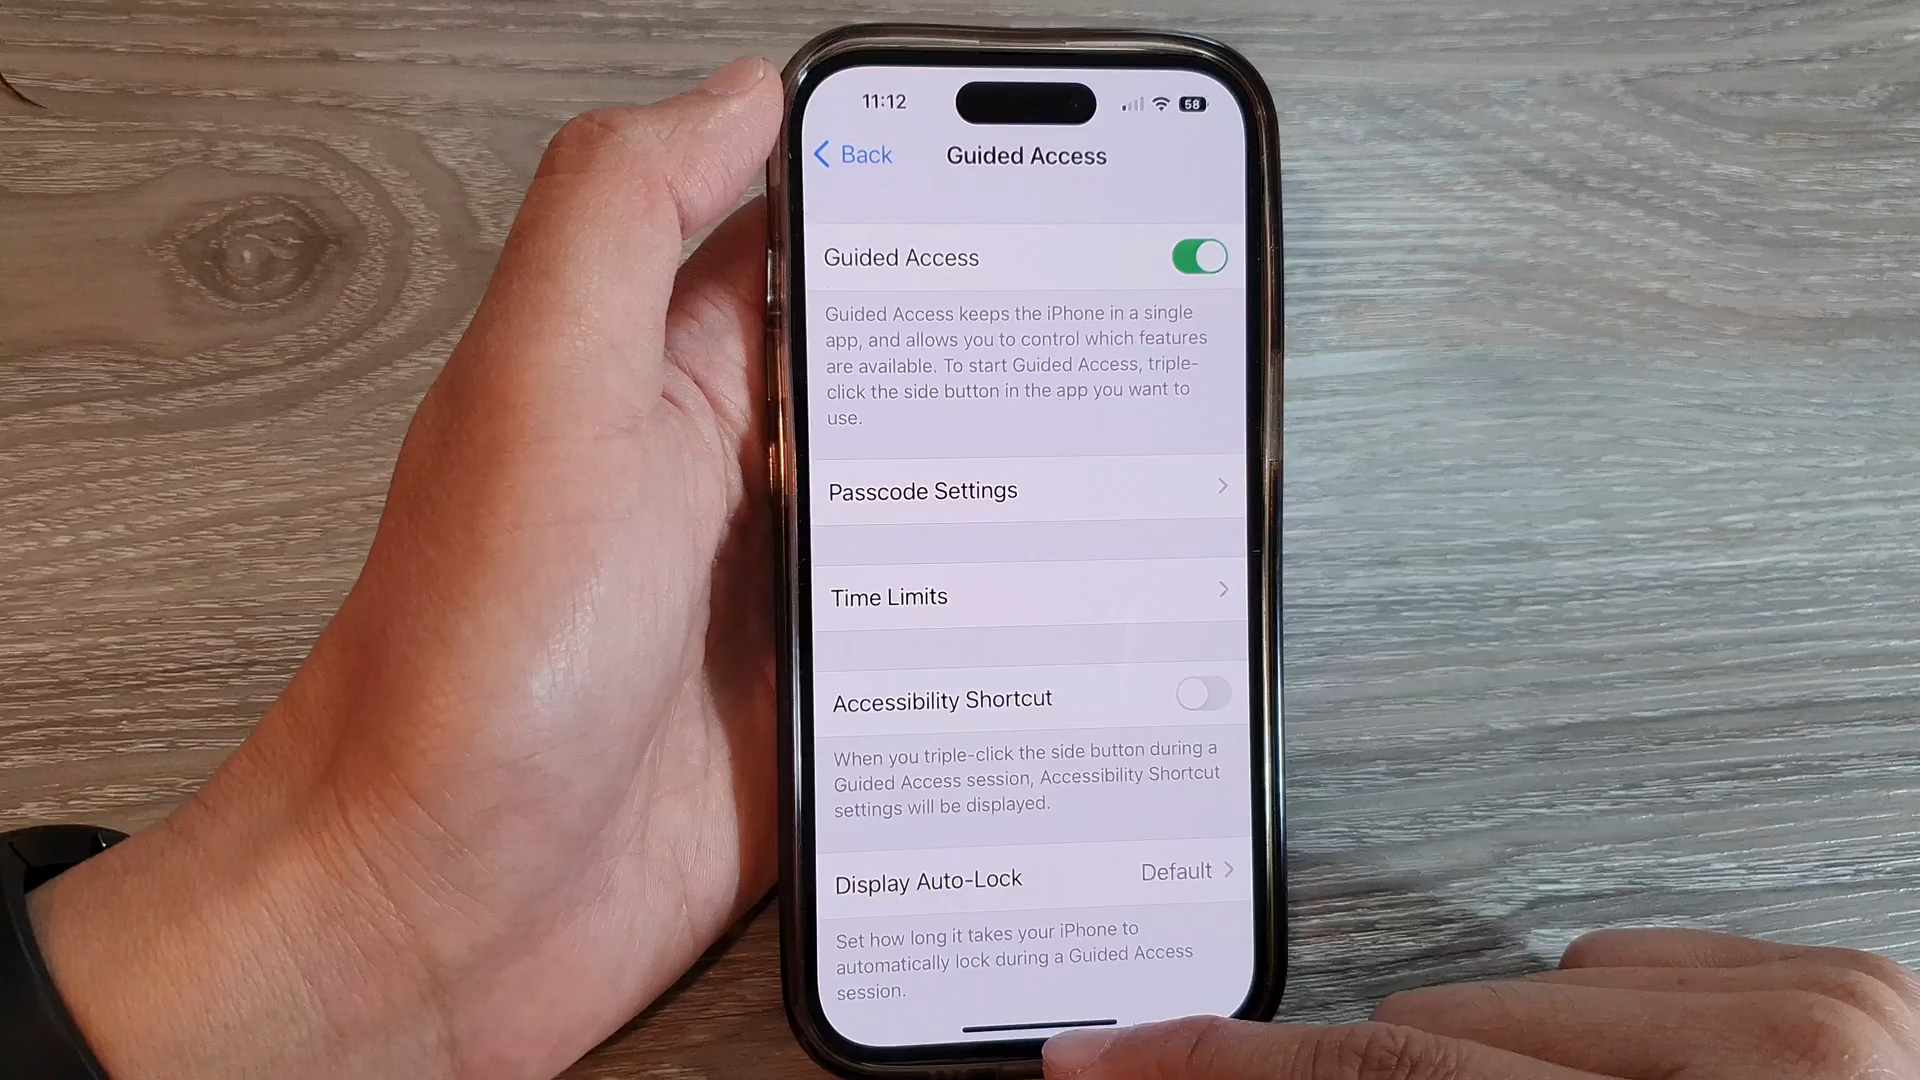 11:12
58
Back
Guided Access
Guided Access
Guided Access keeps the iPhone in a single
app, and allows you to control which features
are available. To start Guided Access, triple-
click the side button in the app you want to
use.
Passcode Settings
Time Limits
Accessibility Shortcut
When you triple-click the side button during a
Guided Access session, Accessibility Shortcut
settings will be displayed.
Display Auto-Lock Default
Set how long it takes your iPhone to
automatically lock during a Guided Access
session.